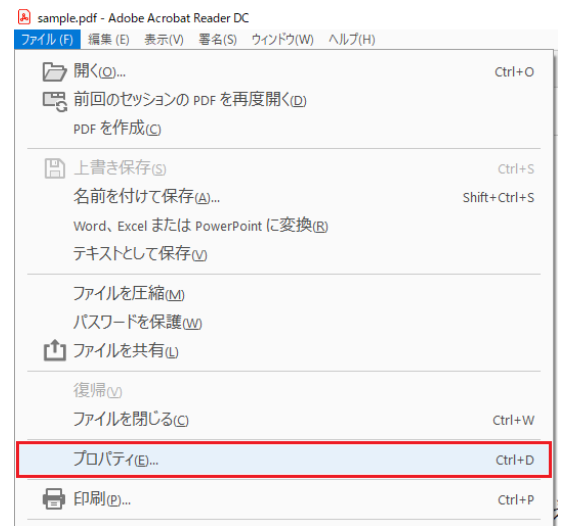 sample.pdf - Adobe Acrobat Reader DC
ファイル(F) 編集(E) 表示(V) 署名(S) ウィンドウ(W) ヘルプ(H)
開く(O)... Ctrl+O
前回のセッションの PDF を再度開く(D)
PDF を作成(C)
上書き保存(S) Ctrl+S
名前を付けて保存(A)... Shift+Ctrl+S
Word、Excel または PowerPoint に変換(R)
テキストとして保存(V)
ファイルを圧縮(M)
パスワードを保護(W)
ファイルを共有(L)
復帰(V)
ファイルを閉じる(C) Ctrl+W
プロパティ(E)... Ctrl+D
印刷(P)... Ctrl+P